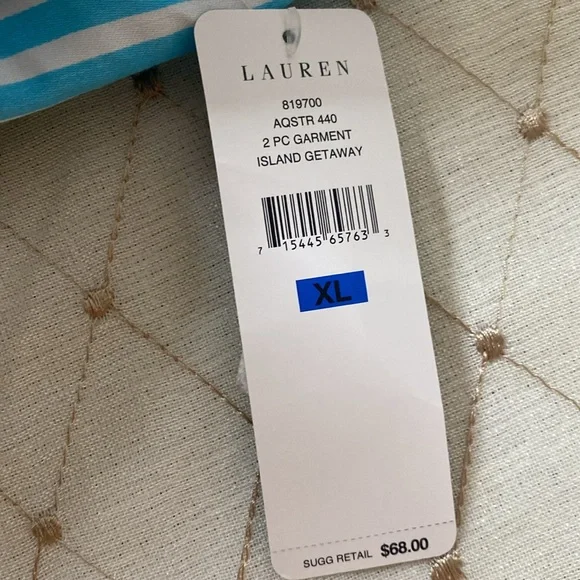 LAUREN
819700
AQSTR 440
2 PC GARMENT
ISLAND GETAWAY
7 15445 65763 3
XL
SUGG RETAIL $68.00